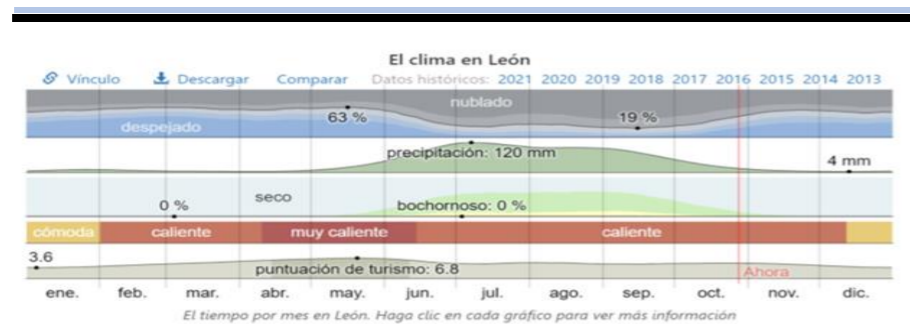 El clima en León
Vínculo Descargar Comparar Datos históricos: 2021 2020 2019 2018 2017 2016 2015 2014 2013
nublado
63 % 19 %
despejado
precipitación: 120 mm
4 mm
seco
0 % bochornoso: 0 %
cómoda caliente muy caliente caliente
3.6
puntuación de turismo: 6.8
Ahora
ene. feb. mar. abr. may. jun. jul. ago. sep. oct. nov. dic.
El tiempo por mes en León. Haga clic en cada gráfico para ver más información